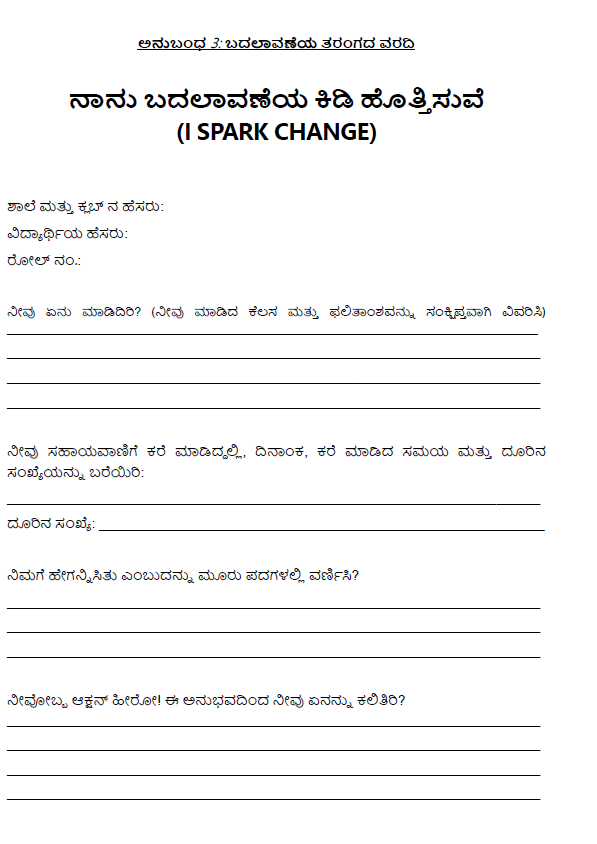 ಅನುಬಂಧ 3: ಬದಲಾವಣೆಯ ತರಂಗದ ವರದಿ
ನಾನು ಬದಲಾವಣೆಯ ಕಿಡಿ ಹೊತ್ತಿಸುವೆ
(I SPARK CHANGE)
ಶಾಲೆ ಮತ್ತು ಕ್ಲಬ್ ನ ಹೆಸರು:
ವಿದ್ಯಾರ್ಥಿಯ ಹೆಸರು:
ರೋಲ್ ನಂ.:
ನೀವು ಏನು ಮಾಡಿದಿರಿ? (ನೀವು ಮಾಡಿದ ಕೆಲಸ ಮತ್ತು ಫಲಿತಾಂಶವನ್ನು ಸಂಕ್ಷಿಪ್ತವಾಗಿ ವಿವರಿಸಿ)
ನೀವು ಸಹಾಯವಾಣಿಗೆ ಕರೆ ಮಾಡಿದ್ದಲ್ಲಿ, ದಿನಾಂಕ, ಕರೆ ಮಾಡಿದ ಸಮಯ ಮತ್ತು ದೂರಿನ
ಸಂಖ್ಯೆಯನ್ನು ಬರೆಯಿರಿ:
ದೂರಿನ ಸಂಖ್ಯೆ:
ನಿಮಗೆ ಹೇಗನ್ನಿಸಿತು ಎಂಬುದನ್ನು ಮೂರು ಪದಗಳಲ್ಲಿ ವರ್ಣಿಸಿ?
ನೀವೋಬ್ಬ ಆಕ್ಷನ್ ಹೀರೋ! ಈ ಅನುಭವದಿಂದ ನೀವು ಏನನ್ನು ಕಲಿತಿರಿ?